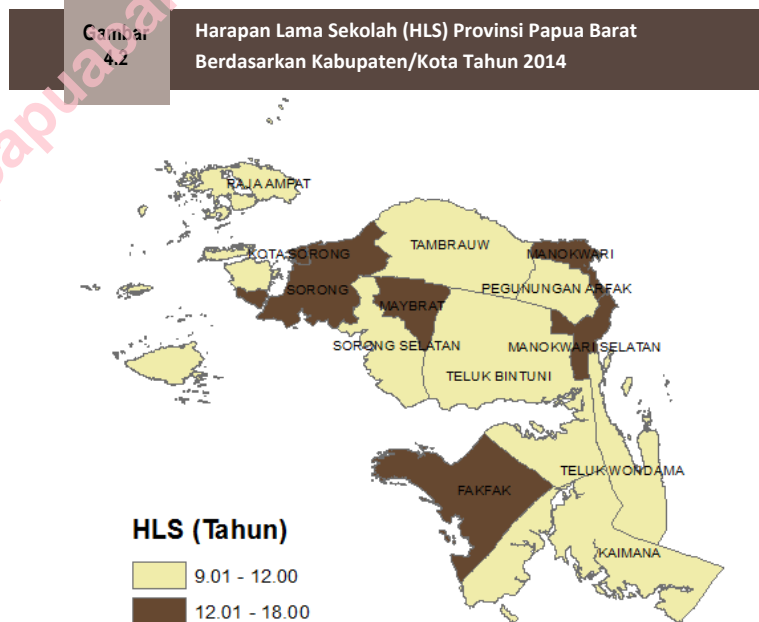 Gambar
4.2
Harapan Lama Sekolah (HLS) Provinsi Papua Barat
Berdasarkan Kabupaten/Kota Tahun 2014
RAJA AMPAT
TAMBRAUW
KOTA SORONG
MANOKWARI
SORONG
PEGUNUNGAN ARFAK
MAYBRAT
SORONG SELATAN
MANOKWARI SELATAN
TELUK BINTUNI
TELUK WONDAMA
FAKFAK
KAIMANA
HLS (Tahun)
9.01 - 12.00
12.01 - 18.00